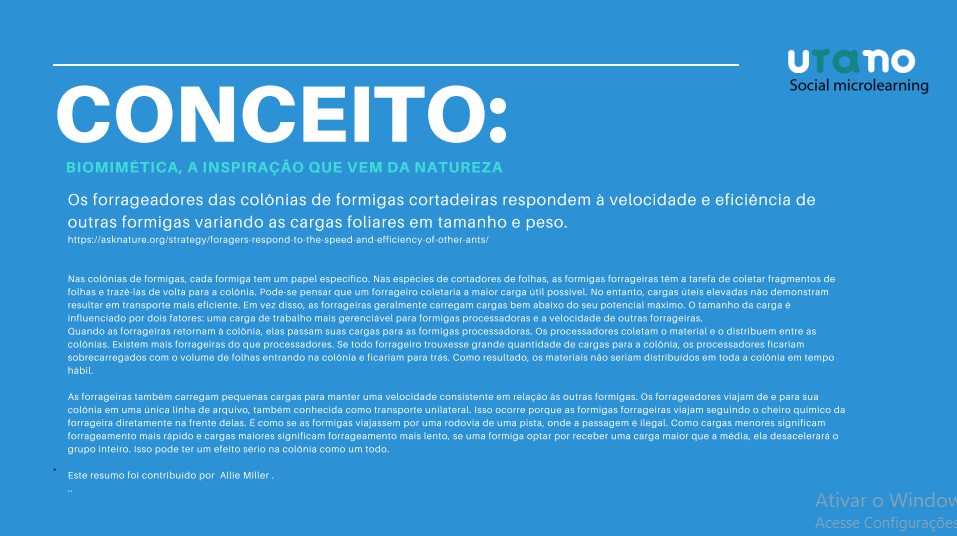 urano
Social microlearning
CONCEITO:
BIOMIMÉTICA, A INSPIRAÇÃO QUE VEM DA NATUREZA
Os forrageadores das colônias de formigas cortadeiras respondem à velocidade e eficiência de
outras formigas variando as cargas foliares em tamanho e peso.
https://asknature.org/strategy/foragers-respond-to-the-speed-and-efficiency-of-other-ants/
Nas colônias de formigas, cada formiga tem um papel específico. Nas espécies de cortadores de folhas, as formigas forrageiras têm a tarefa de coletar fragmentos de
folhas e trazê-las de volta para a colônia. Pode-se pensar que um forrageiro coletaria a maior carga útil possível. No entanto, cargas úteis elevadas não demonstram
resultar em transporte mais eficiente. Em vez disso, as forrageiras geralmente carregam cargas bem abaixo do seu potencial máximo. O tamanho da carga é
influenciado por dois fatores: uma carga de trabalho mais gerenciável para formigas processadoras e a velocidade de outras forrageiras.
Quando as forrageiras retornam à colônia, elas passam suas cargas para as formigas processadoras. Os processadores coletam o material e o distribuem entre as
colônias. Existem mais forrageiras do que processadores. Se todo forrageiro trouxesse grande quantidade de cargas para a colônia, os processadores ficariam
sobrecarregados com o volume de folhas entrando na colônia e ficariam para trás. Como resultado, os materiais não seriam distribuídos em toda a colônia em tempo
hábil.
As forrageiras também carregam pequenas cargas para manter uma velocidade consistente em relação às outras formigas. Os forrageadores viajam de e para sua
colônia em uma única linha de arquivo, também conhecida como transporte unilateral. Isso ocorre porque as formigas forrageiras viajam seguindo o cheiro químico da
forrageira diretamente na frente delas. É como se as formigas viajassem por uma rodovia de uma pista, onde a passagem é ilegal. Como cargas menores significam
forrageamento mais rápido e cargas maiores significam forrageamento mais lento, se uma formiga optar por receber uma carga maior que a média, ela desacelerará o
grupo inteiro. Isso pode ter um efeito sério na colônia como um todo.
Este resumo foi contribuído por Allie Miller .
..
Ativar o Window
Acesse Configurações